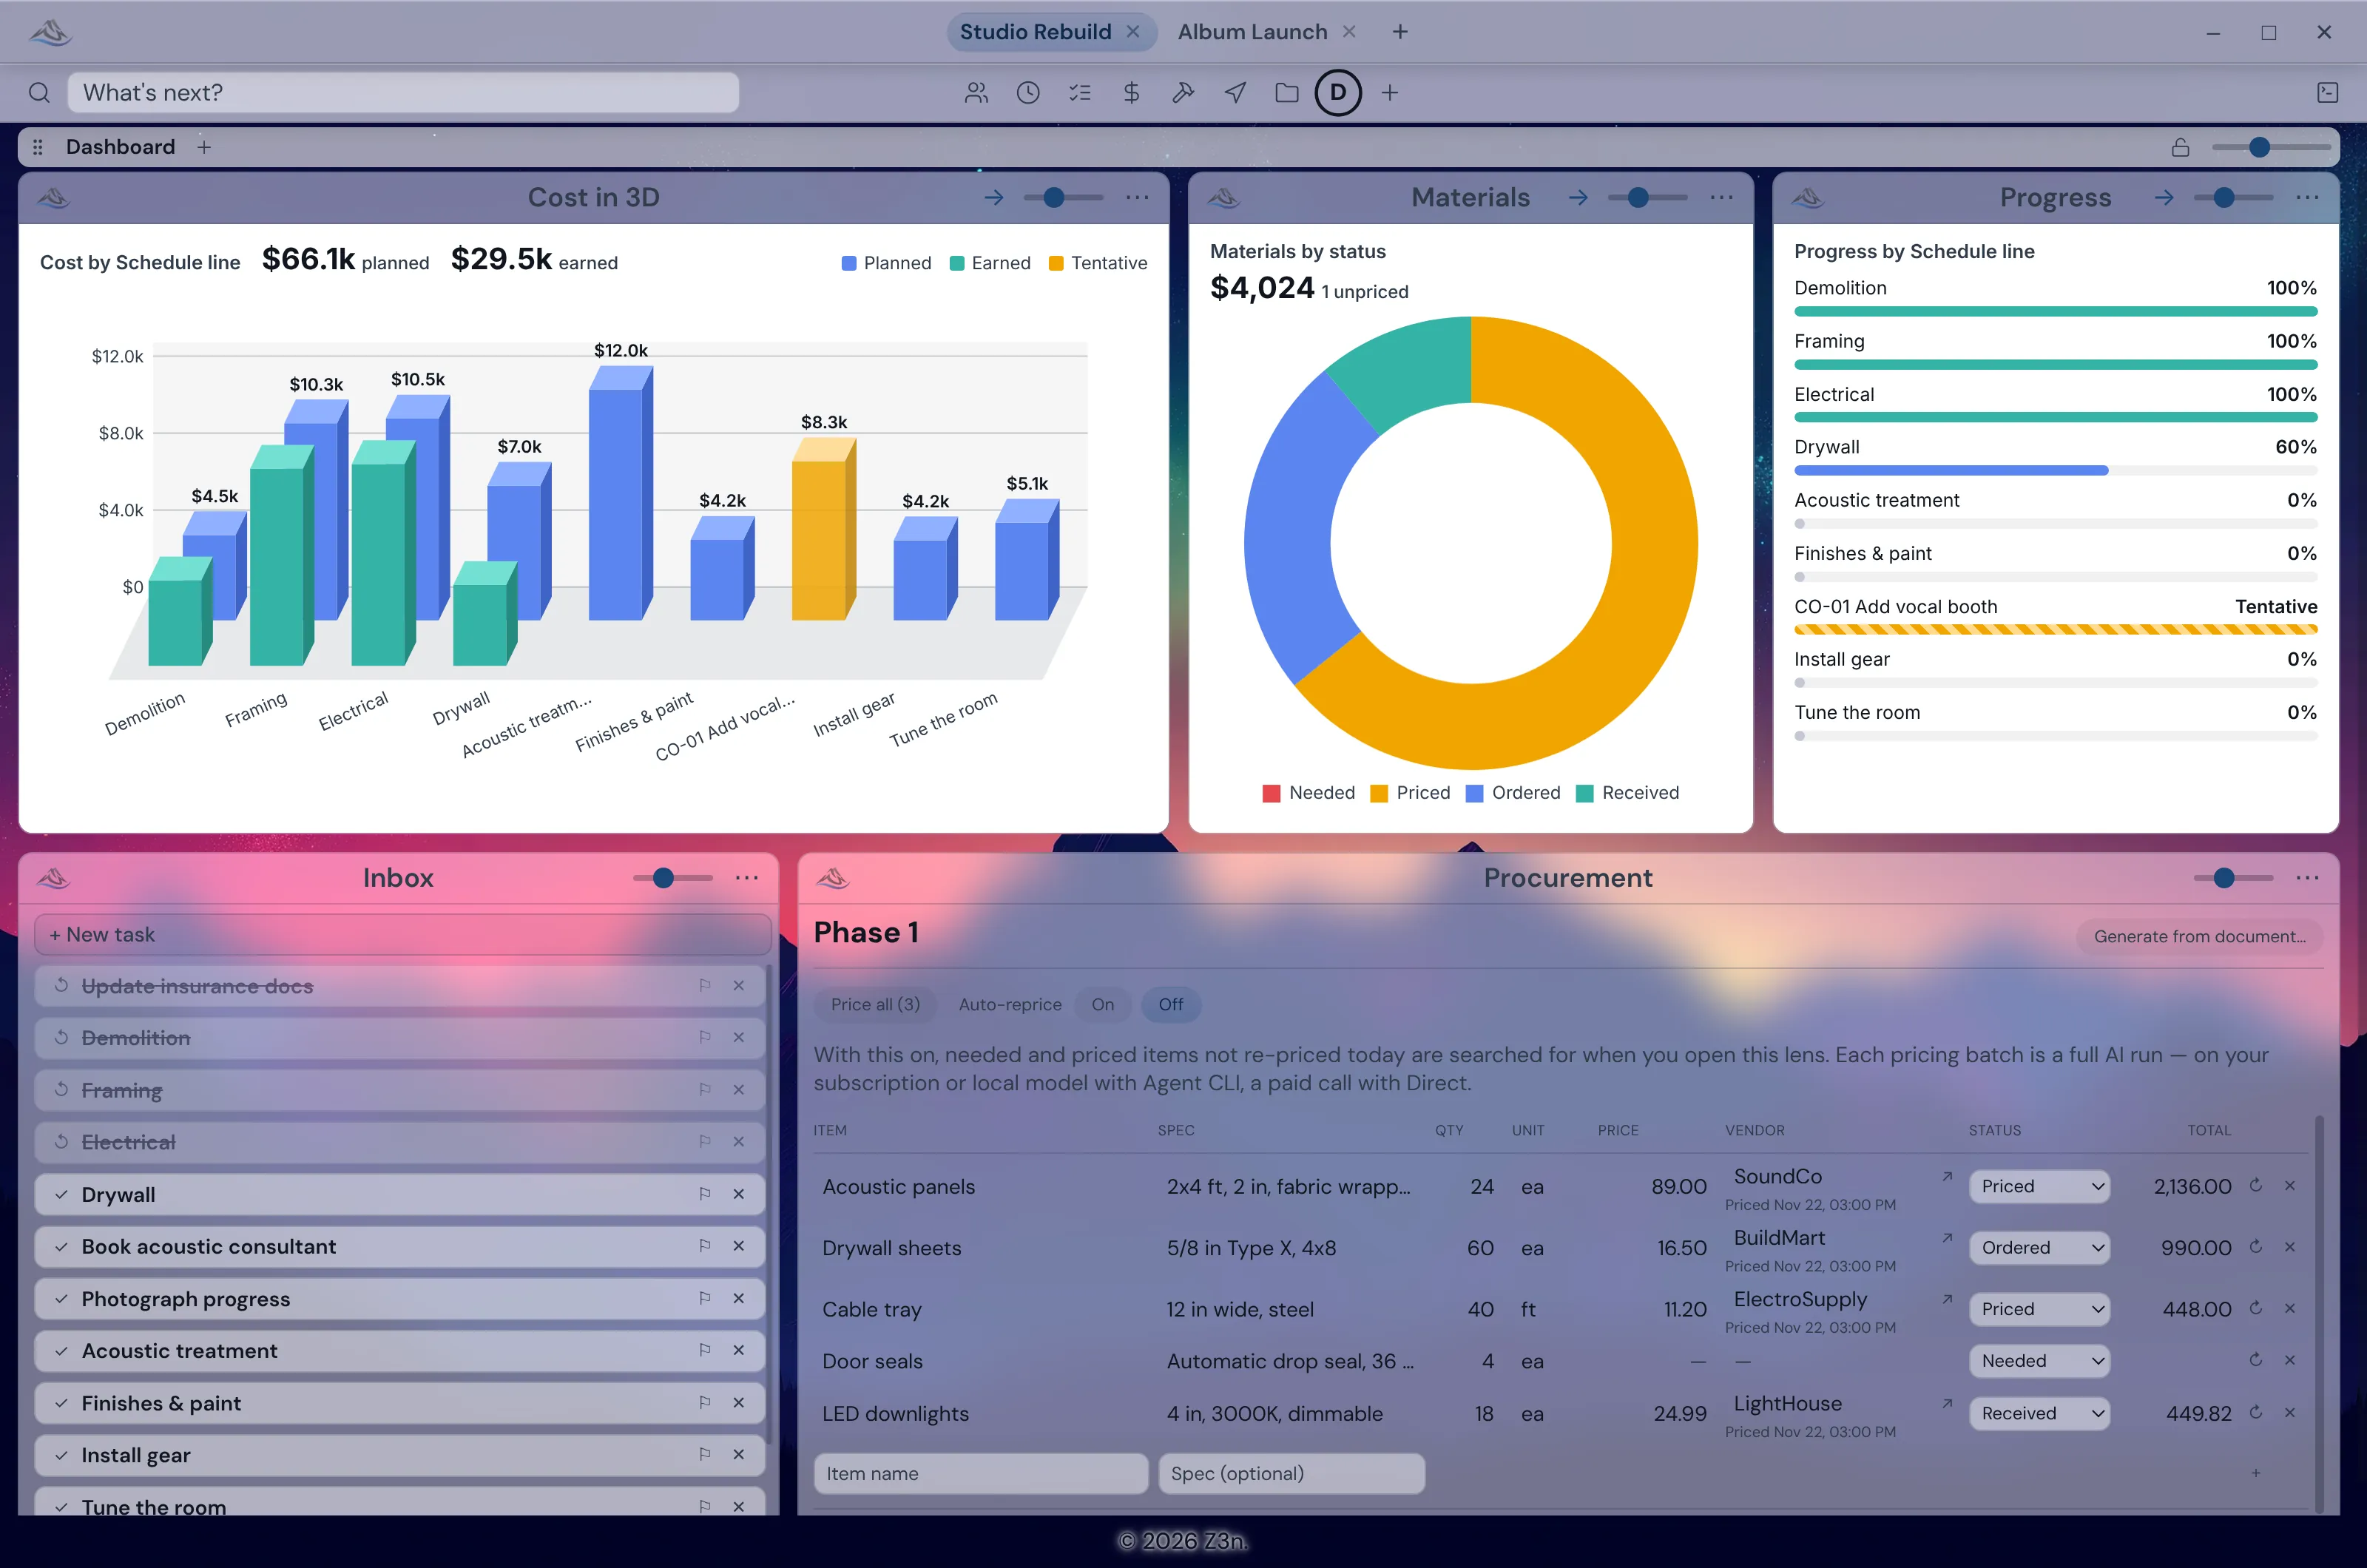 Studio Rebuild
Album Launch
What's next?
D
Dashboard
Cost in 3D
Cost by Schedule line $66.1k planned $29.5k earned
Planned Earned Tentative
$12.0k
$8.0k
$4.0k
$0
$4.5k
$10.3k
$10.5k
$7.0k
$12.0k
$4.2k
$8.3k
$4.2k
$5.1k
Demolition
Framing
Electrical
Drywall
Acoustic treatm...
Finishes & paint
CO-01 Add vocal...
Install gear
Tune the room
Materials
Materials by status
$4,024 1 unpriced
Needed Priced Ordered Received
Progress
Progress by Schedule line
Demolition 100%
Framing 100%
Electrical 100%
Drywall 60%
Acoustic treatment 0%
Finishes & paint 0%
CO-01 Add vocal booth Tentative
Install gear 0%
Tune the room 0%
Inbox
+ New task
Update insurance docs
Demolition
Framing
Electrical
Drywall
Book acoustic consultant
Photograph progress
Acoustic treatment
Finishes & paint
Install gear
Tune the room
Procurement
Phase 1
Generate from document...
Price all (3) Auto-reprice On Off
With this on, needed and priced items not re-priced today are searched for when you open this lens. Each pricing batch is a full AI run — on your
subscription or local model with Agent CLI, a paid call with Direct.
ITEM SPEC QTY UNIT PRICE VENDOR STATUS TOTAL
Acoustic panels 2x4 ft, 2 in, fabric wrapp... 24 ea 89.00 SoundCo Priced 2,136.00
Priced Nov 22, 03:00 PM
Drywall sheets 5/8 in Type X, 4x8 60 ea 16.50 BuildMart Ordered 990.00
Priced Nov 22, 03:00 PM
Cable tray 12 in wide, steel 40 ft 11.20 ElectroSupply Priced 448.00
Priced Nov 22, 03:00 PM
Door seals Automatic drop seal, 36 ... 4 ea — — Needed
LED downlights 4 in, 3000K, dimmable 18 ea 24.99 LightHouse Received 449.82
Priced Nov 22, 03:00 PM
Item name Spec (optional)
© 2026 Z3n.